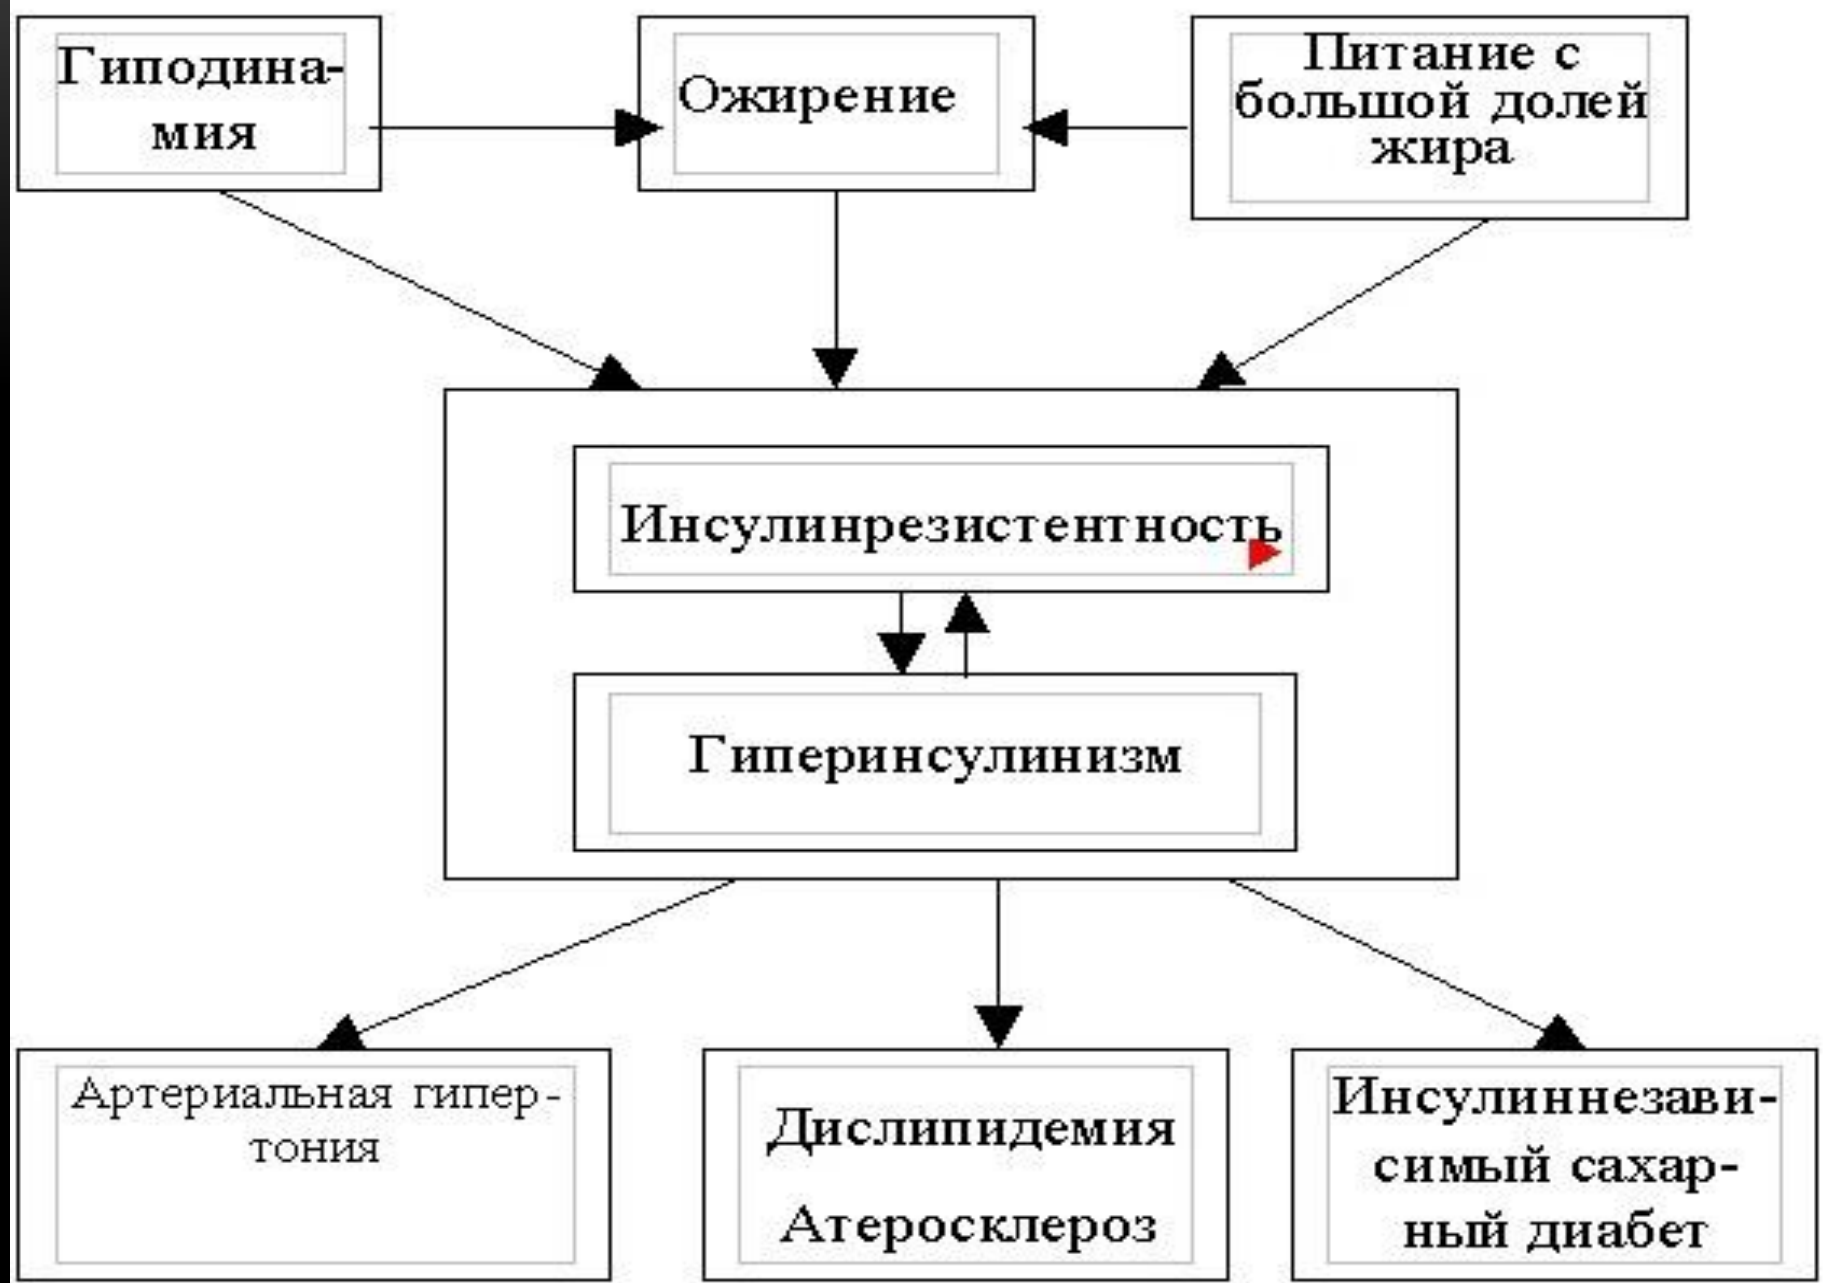 Гиподина-
мия
Ожирение
Питание с
большой долей
жира
Инсулинрезистентность
Гиперинсулинизм
Артериальная гипер-
тония
Дислипидемия
Атеросклероз
Инсулиннезави-
симый сахар-
ный диабет